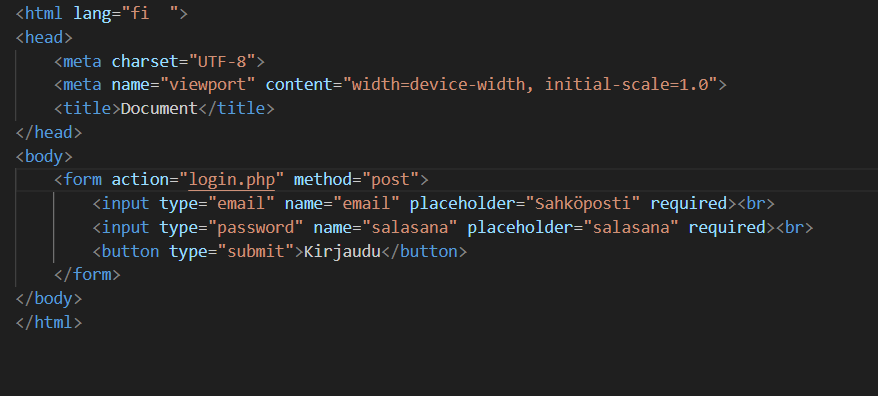 <html lang="fi  ">
<head>
    <meta charset="UTF-8">
    <meta name="viewport" content="width=device-width, initial-scale=1.0">
    <title>Document</title>
</head>
<body>
    <form action="login.php" method="post">
        <input type="email" name="email" placeholder="Sahköposti" required><br>
        <input type="password" name="salasana" placeholder="salasana" required><br>
        <button type="submit">Kirjaudu</button>
    </form>
</body>
</html>